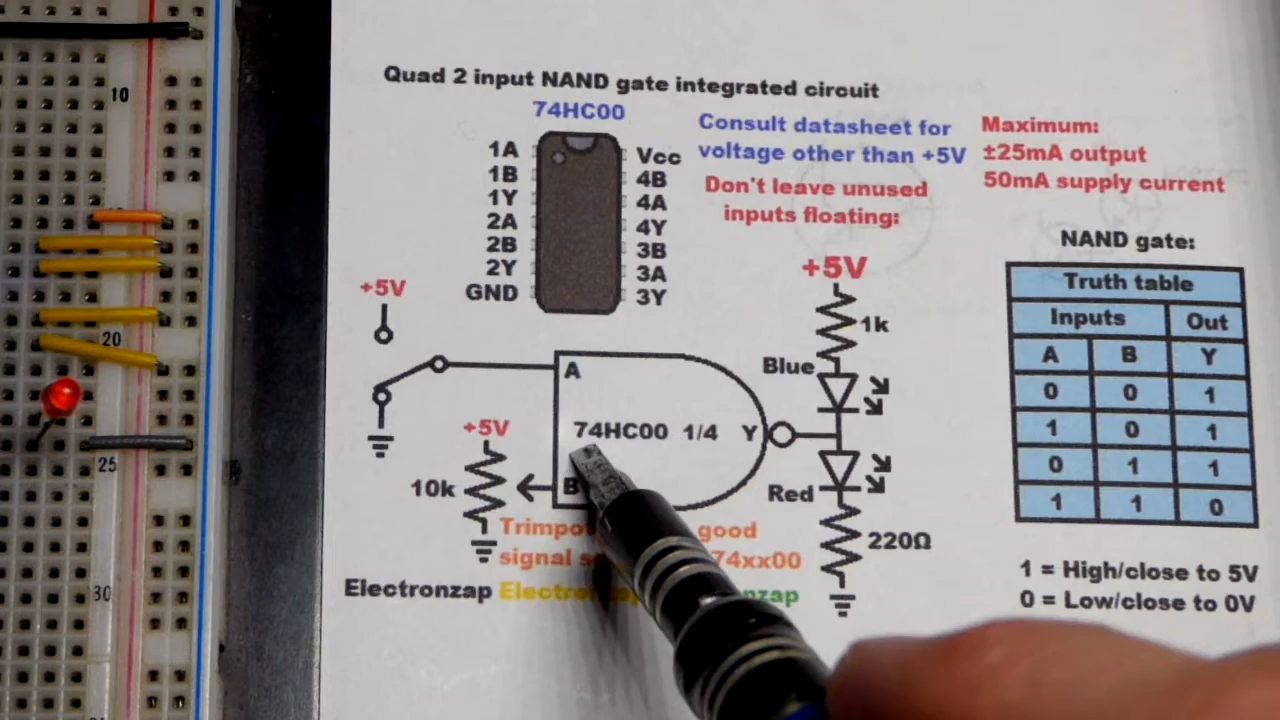 Quad 2 input NAND gate integrated circuit
74HC00
1A
1B
1Y
2A
2B
2Y
GND
Vcc
4B
4A
4Y
3B
3A
3Y
Consult datasheet for
voltage other than +5V
Don't leave unused
inputs floating:
Maximum:
±25mA output
50mA supply current
+5V
1k
Blue
Red
220Ω
+5V
A
74HC00 1/4
Y
B
+5V
10k
good
signal
74xx00
Electronzap
NAND gate:
Truth table
Inputs Out
A B Y
0 0 1
1 0 1
0 1 1
1 1 0
1 = High/close to 5V
0 = Low/close to 0V
10
20
25
30